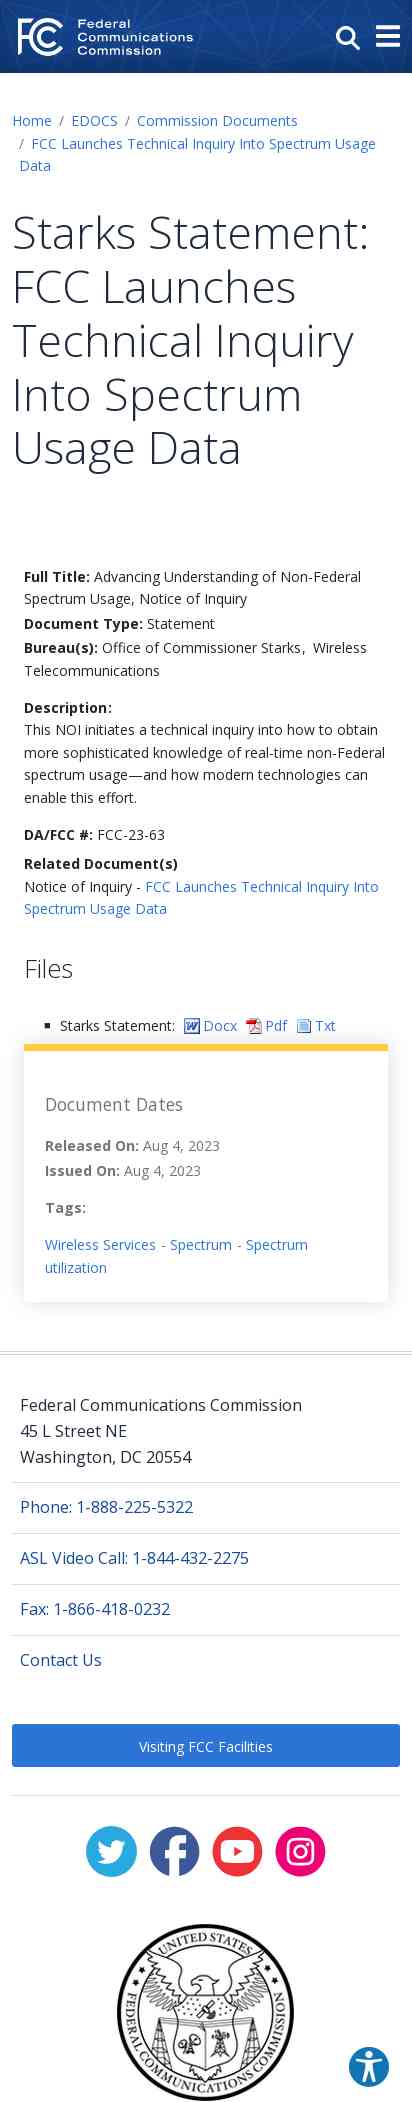 FC
Federal
Communications
Commission
Home / EDOCS / Commission Documents
/ FCC Launches Technical Inquiry Into Spectrum Usage
Data
Starks Statement:
FCC Launches
Technical Inquiry
Into Spectrum
Usage Data
Full Title: Advancing Understanding of Non-Federal
Spectrum Usage, Notice of Inquiry
Document Type: Statement
Bureau(s): Office of Commissioner Starks, Wireless
Telecommunications
Description:
This NOI initiates a technical inquiry into how to obtain
more sophisticated knowledge of real-time non-Federal
spectrum usage—and how modern technologies can
enable this effort.
DA/FCC #: FCC-23-63
Related Document(s)
Notice of Inquiry - FCC Launches Technical Inquiry Into
Spectrum Usage Data
Files
Starks Statement: Docx Pdf Txt
Document Dates
Released On: Aug 4, 2023
Issued On: Aug 4, 2023
Tags:
Wireless Services - Spectrum - Spectrum
utilization
Federal Communications Commission
45 L Street NE
Washington, DC 20554
Phone: 1-888-225-5322
ASL Video Call: 1-844-432-2275
Fax: 1-866-418-0232
Contact Us
Visiting FCC Facilities
UNITED STATES
FEDERAL COMMUNICATIONS COMMISSION